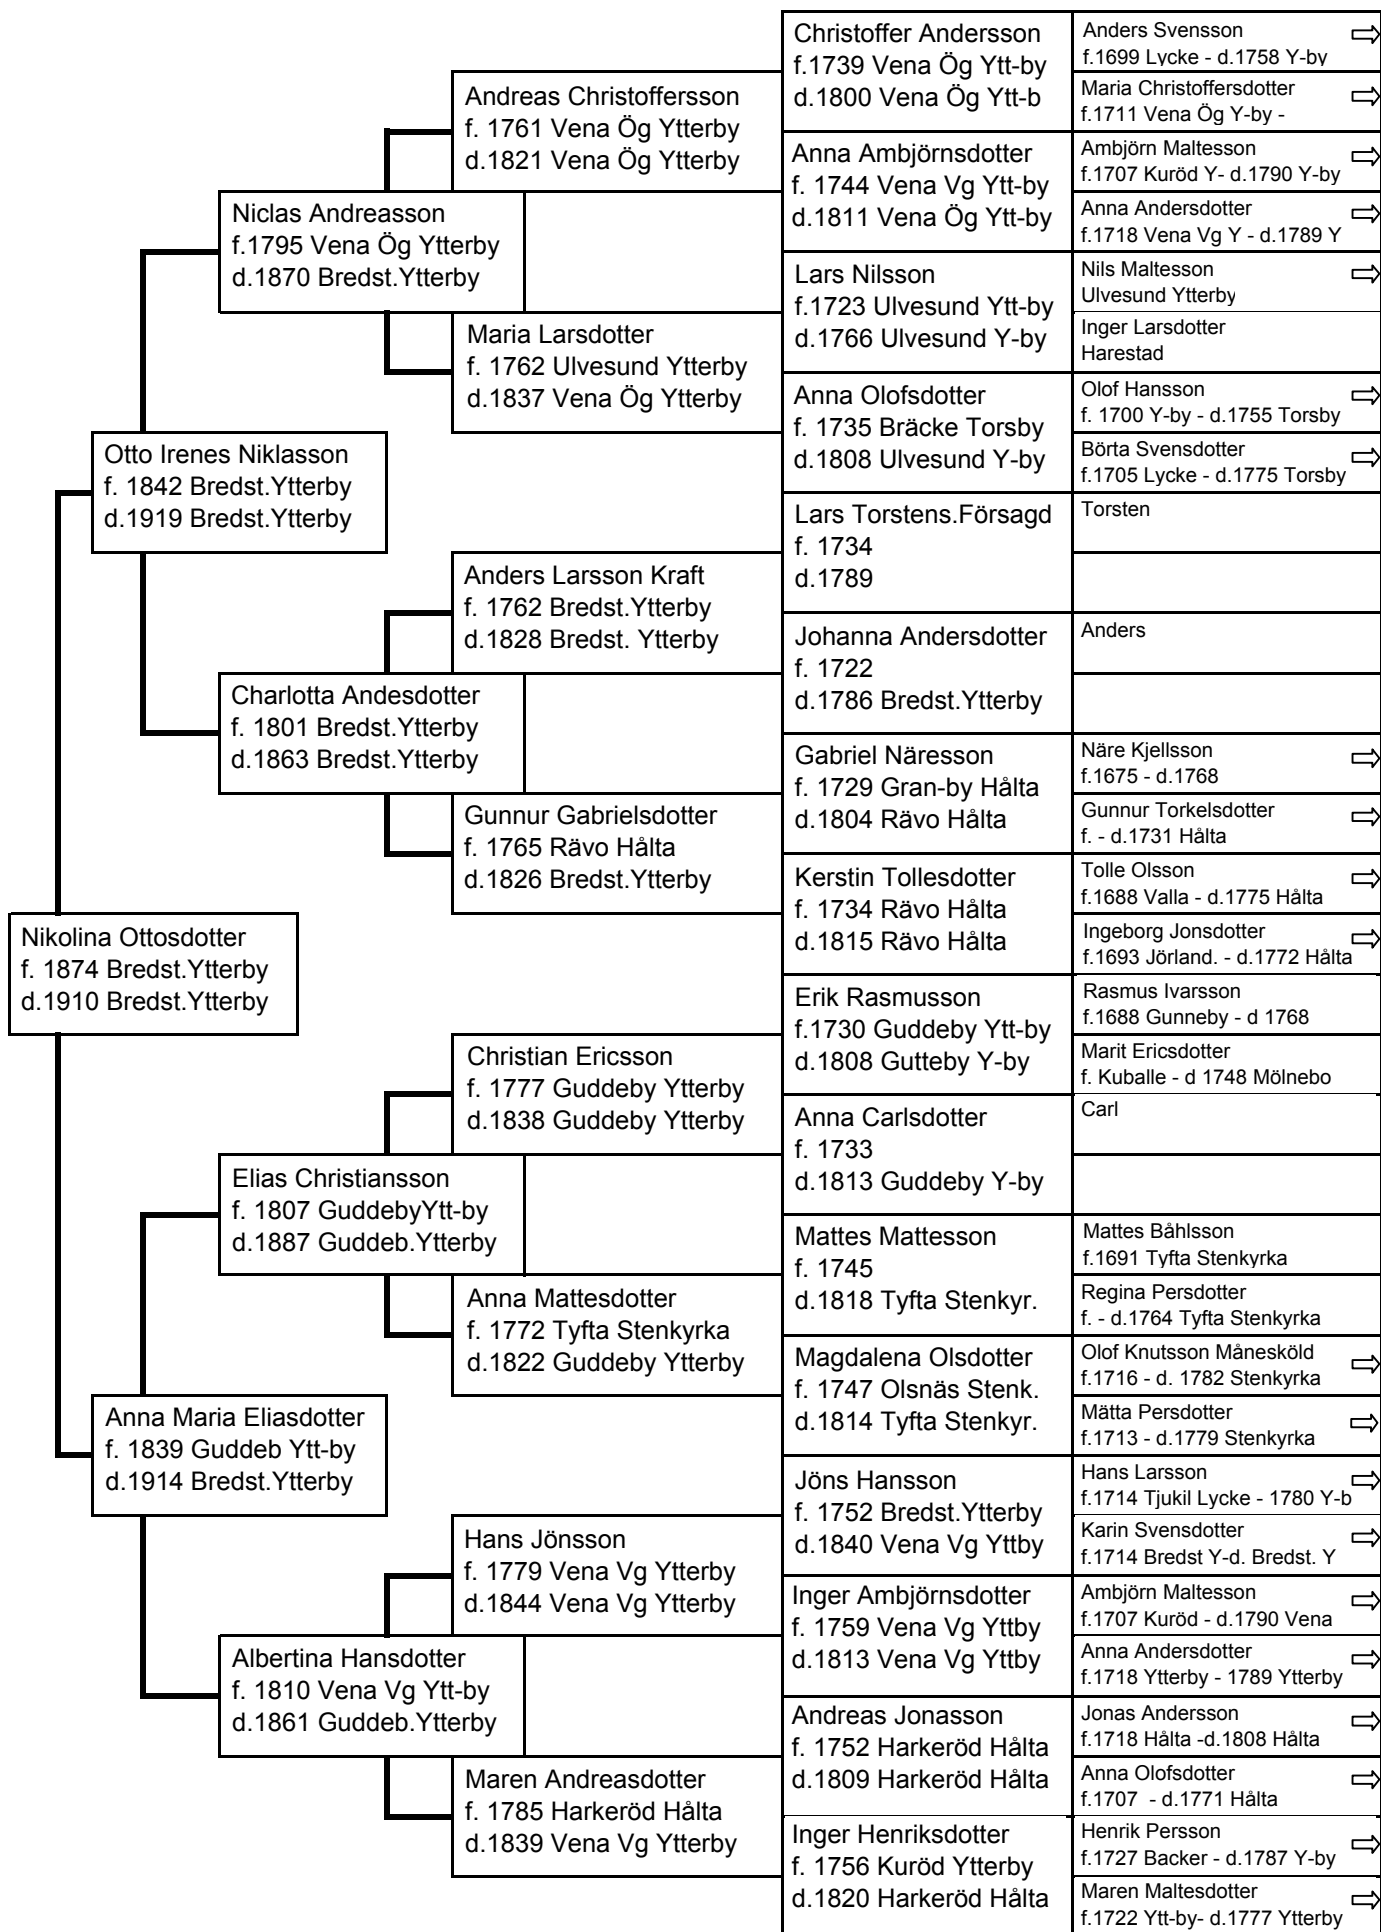 Nikolina Ottosdotter
f. 1874 Bredst.Ytterby
d.1910 Bredst.Ytterby
Otto Irenes Niklasson
f. 1842 Bredst.Ytterby
d.1919 Bredst.Ytterby
Anna Maria Eliasdotter
f. 1839 Guddeb Ytt-by
d.1914 Bredst.Ytterby
Niclas Andreasson
f.1795 Vena Ög Ytterby
d.1870 Bredst.Ytterby
Charlotta Andesdotter
f. 1801 Bredst.Ytterby
d.1863 Bredst.Ytterby
Elias Christiansson
f. 1807 GuddebyYtt-by
d.1887 Guddeb.Ytterby
Albertina Hansdotter
f. 1810 Vena Vg Ytt-by
d.1861 Guddeb.Ytterby
Andreas Christoffersson
f. 1761 Vena Ög Ytterby
d.1821 Vena Ög Ytterby
Maria Larsdotter
f. 1762 Ulvesund Ytterby
d.1837 Vena Ög Ytterby
Anders Larsson Kraft
f. 1762 Bredst.Ytterby
d.1828 Bredst. Ytterby
Gunnur Gabrielsdotter
f. 1765 Rävo Hålta
d.1826 Bredst.Ytterby
Christian Ericsson
f. 1777 Guddeby Ytterby
d.1838 Guddeby Ytterby
Anna Mattesdotter
f. 1772 Tyfta Stenkyrka
d.1822 Guddeby Ytterby
Hans Jönsson
f. 1779 Vena Vg Ytterby
d.1844 Vena Vg Ytterby
Maren Andreasdotter
f. 1785 Harkeröd Hålta
d.1839 Vena Vg Ytterby
Christoffer Andersson
f.1739 Vena Ög Ytt-by
d.1800 Vena Ög Ytt-b
Anna Ambjörnsdotter
f. 1744 Vena Vg Ytt-by
d.1811 Vena Ög Ytt-by
Lars Nilsson
f.1723 Ulvesund Ytt-by
d.1766 Ulvesund Y-by
Anna Olofsdotter
f. 1735 Bräcke Torsby
d.1808 Ulvesund Y-by
Lars Torstens.Försagd
f. 1734
d.1789
Johanna Andersdotter
f. 1722
d.1786 Bredst.Ytterby
Gabriel Näresson
f. 1729 Gran-by Hålta
d.1804 Rävo Hålta
Kerstin Tollesdotter
f. 1734 Rävo Hålta
d.1815 Rävo Hålta
Erik Rasmusson
f.1730 Guddeby Ytt-by
d.1808 Gutteby Y-by
Anna Carlsdotter
f. 1733
d.1813 Guddeby Y-by
Mattes Mattesson
f. 1745
d.1818 Tyfta Stenkyr.
Magdalena Olsdotter
f. 1747 Olsnäs Stenk.
d.1814 Tyfta Stenkyr.
Jöns Hansson
f. 1752 Bredst.Ytterby
d.1840 Vena Vg Yttby
Inger Ambjörnsdotter
f. 1759 Vena Vg Yttby
d.1813 Vena Vg Yttby
Andreas Jonasson
f. 1752 Harkeröd Hålta
d.1809 Harkeröd Hålta
Inger Henriksdotter
f. 1756 Kuröd Ytterby
d.1820 Harkeröd Hålta
Anders Svensson
f.1699 Lycke - d.1758 Y-by
Maria Christoffersdotter
f.1711 Vena Ög Y-by -
Ambjörn Maltesson
f.1707 Kuröd Y- d.1790 Y-by
Anna Andersdotter
f.1718 Vena Vg Y - d.1789 Y
Nils Maltesson
Ulvesund Ytterby
Inger Larsdotter
Harestad
Olof Hansson
f. 1700 Y-by - d.1755 Torsby
Börta Svensdotter
f.1705 Lycke - d.1775 Torsby
Torsten
Anders
Näre Kjellsson
f.1675 - d.1768
Gunnur Torkelsdotter
f. - d.1731 Hålta
Tolle Olsson
f.1688 Valla - d.1775 Hålta
Ingeborg Jonsdotter
f.1693 Jörland. - d.1772 Hålta
Rasmus Ivarsson
f.1688 Gunneby - d 1768
Marit Ericsdotter
f. Kuballe - d 1748 Mölnebo
Carl
Mattes Båhlsson
f.1691 Tyfta Stenkyrka
Regina Persdotter
f. - d.1764 Tyfta Stenkyrka
Olof Knutsson Månesköld
f.1716 - d. 1782 Stenkyrka
Mätta Persdotter
f.1713 - d.1779 Stenkyrka
Hans Larsson
f.1714 Tjukil Lycke - 1780 Y-b
Karin Svensdotter
f.1714 Bredst Y-d. Bredst. Y
Ambjörn Maltesson
f.1707 Kuröd - d.1790 Vena
Anna Andersdotter
f.1718 Ytterby - 1789 Ytterby
Jonas Andersson
f.1718 Hålta -d.1808 Hålta
Anna Olofsdotter
f.1707 - d.1771 Hålta
Henrik Persson
f.1727 Backer - d.1787 Y-by
Maren Maltesdotter
f.1722 Ytt-by- d.1777 Ytterby